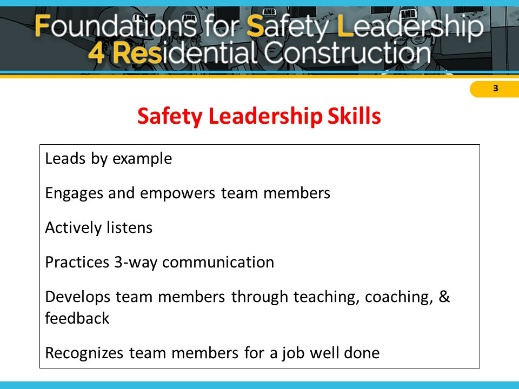 Foundations for Safety Leadership
4 Residential Construction
3
Safety Leadership Skills
Leads by example
Engages and empowers team members
Actively listens
Practices 3-way communication
Develops team members through teaching, coaching, &
feedback
Recognizes team members for a job well done